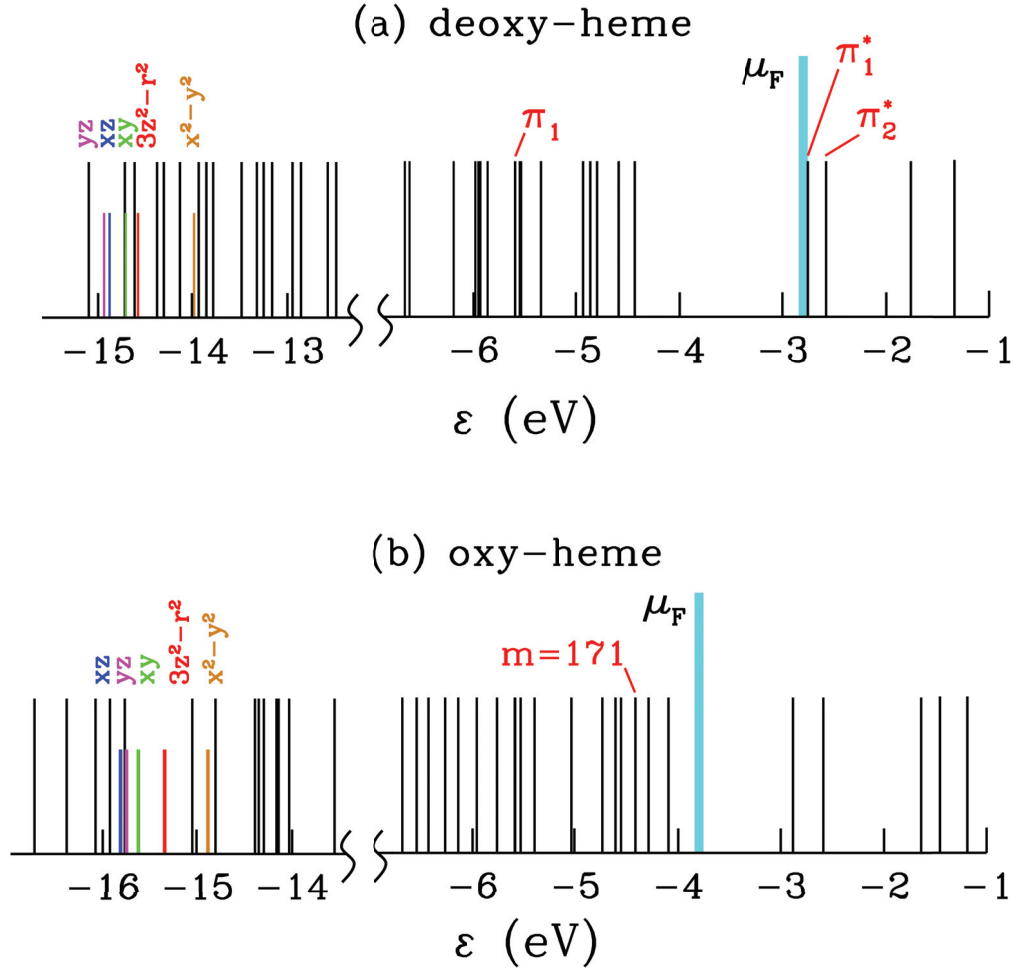 (a) deoxy-heme
μF
π1*
π2*
π1
yz
xz
xy
3z²-r²
x²-y²
-15 -14 -13 -6 -5 -4 -3 -2 -1
ε (eV)
(b) oxy-heme
μF
m=171
xz
yz
xy
3z²-r²
x²-y²
-16 -15 -14 -6 -5 -4 -3 -2 -1
ε (eV)